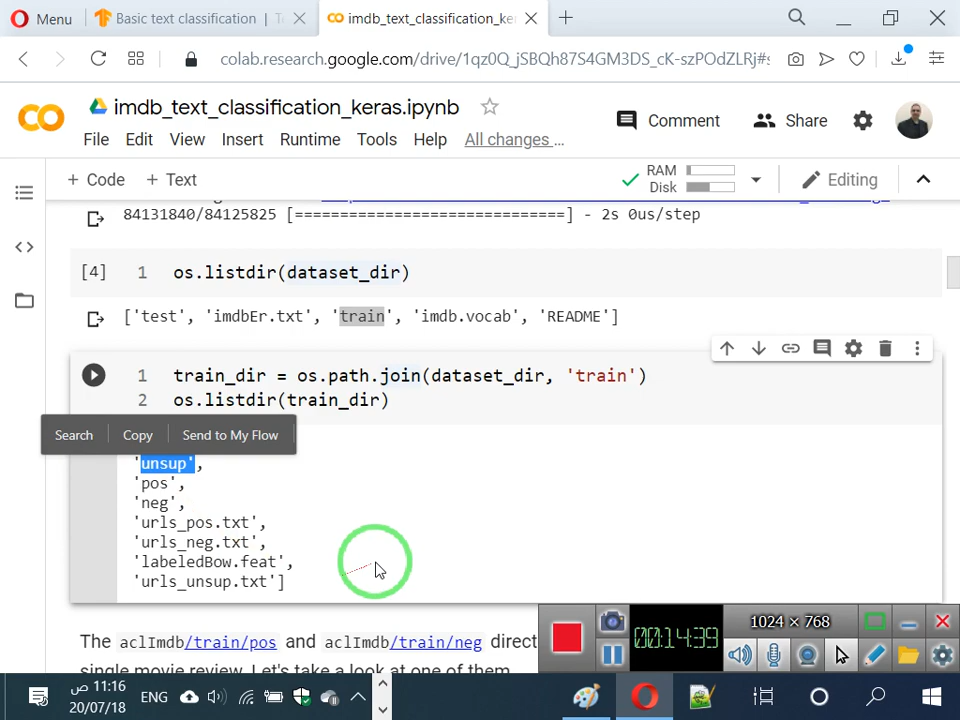 Menu
Basic text classification
imdb_text_classification_ke
colab.research.google.com/drive/1qz0Q_jSBQh87S4GM3DS_cK-szPOdZLRj#s
imdb_text_classification_keras.ipynb
Comment
Share
File Edit View Insert Runtime Tools Help All changes …
+ Code + Text
RAM
Disk
Editing
84131840/84125825 [==============================] - 2s 0us/step
[4] 1 os.listdir(dataset_dir)
['test', 'imdbEr.txt', 'train', 'imdb.vocab', 'README']
1 train_dir = os.path.join(dataset_dir, 'train')
2 os.listdir(train_dir)
Search Copy Send to My Flow
'unsup',
'pos',
'neg',
'urls_pos.txt',
'urls_neg.txt',
'labeledBow.feat',
'urls_unsup.txt']
The aclImdb/train/pos and aclImdb/train/neg direct
single movie review. Let's take a look at one of them.
00:14:39
1024 x 768
11:16 ص
20/07/18
ENG